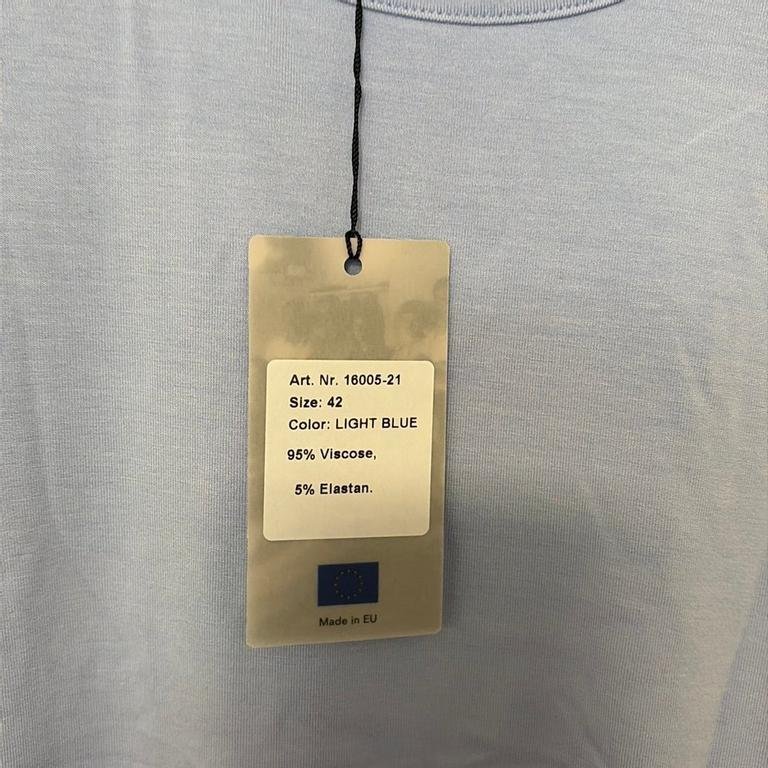 Art. Nr. 16005-21
Size: 42
Color: LIGHT BLUE
95% Viscose,
5% Elastan.
Made in EU